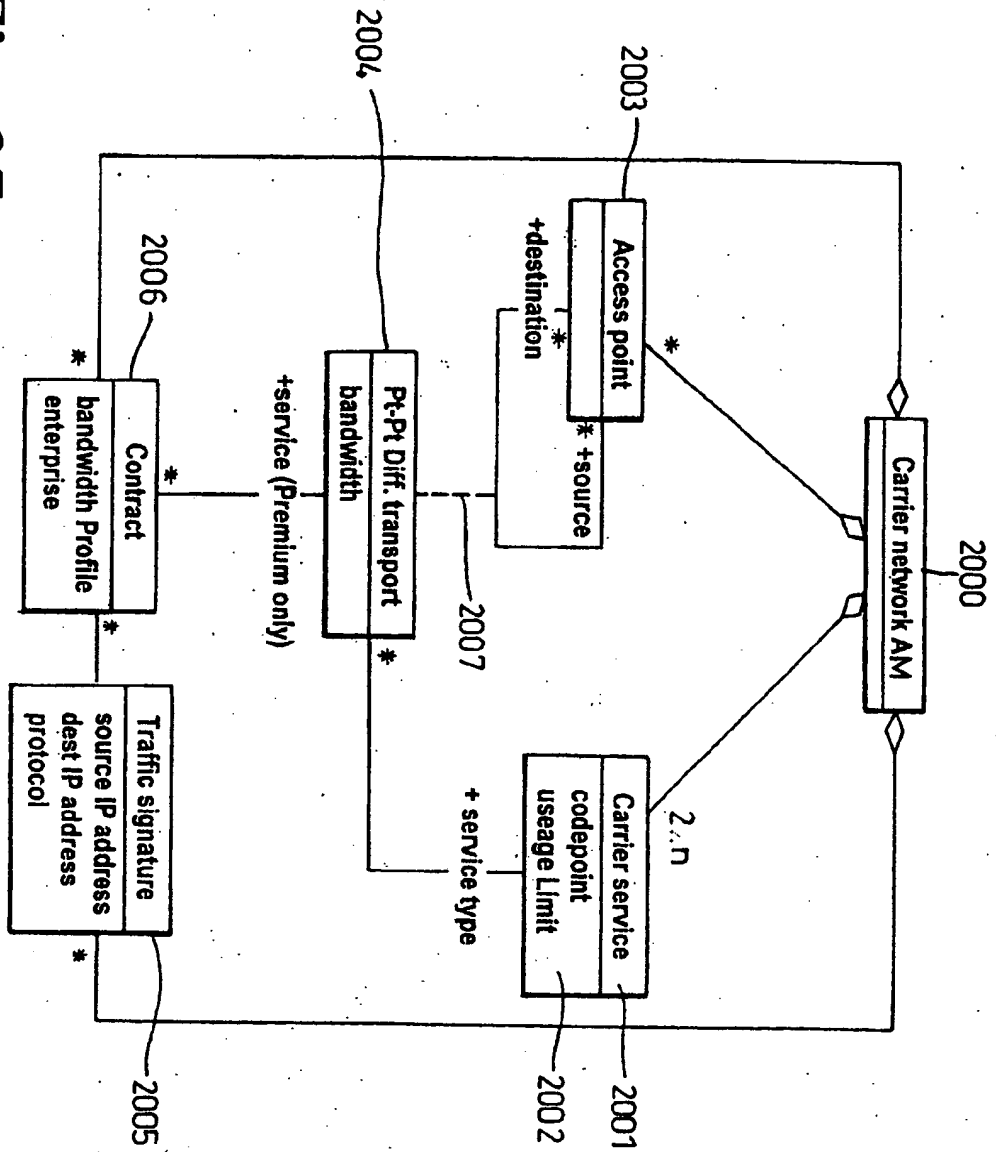 2000
Carrier network AM
2003
Access point
*
*
+source
+destination
*
2..n
Carrier service
codepoint
useage Limit
2001
2002
+ service type
2004
Pt-Pt Diff. transport
bandwidth
*
2007
+service (Premium only)
2006
*
Contract
bandwidth Profile
enterprise
*
*
Traffic signature
source IP address
dest IP address
protocol
*
2005